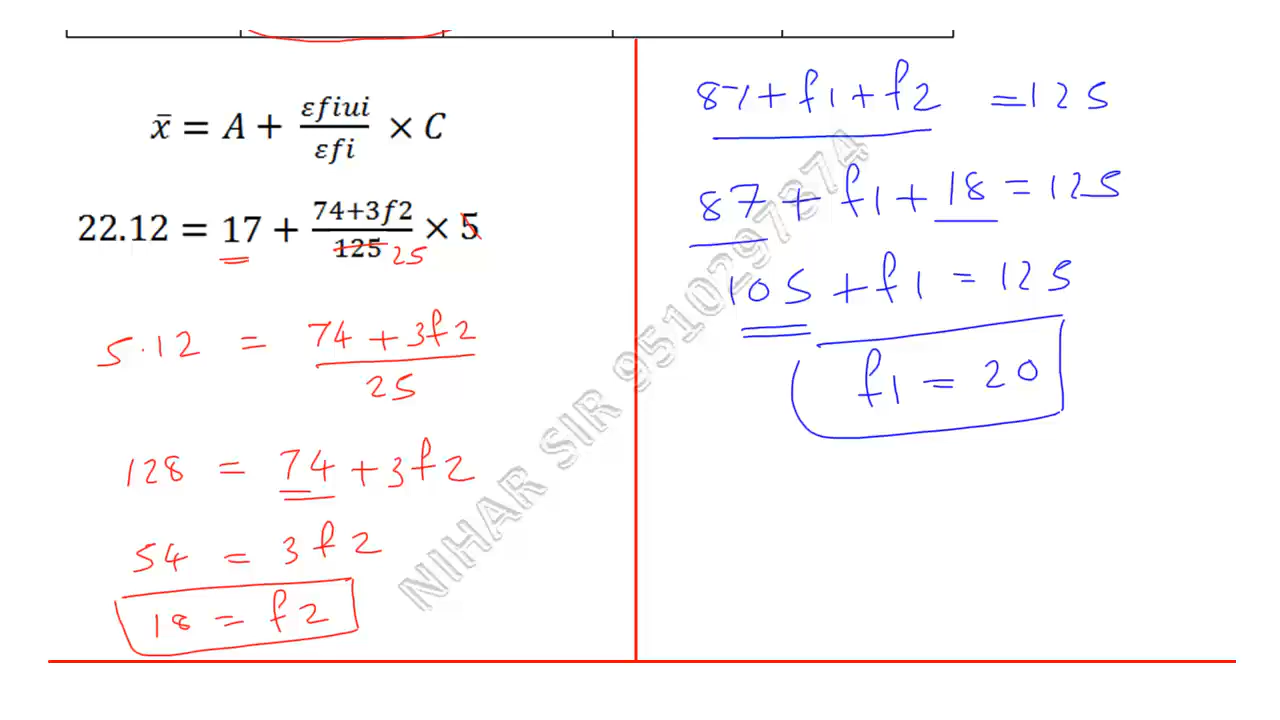 x̄ = A + εfiui/εfi × C
22.12 = 17 + 74+3f2/125 × 5
25
5.12 = 74 + 3f2/25
128 = 74 + 3f2
54 = 3f2
18 = f2
87 + f1 + f2 = 125
87 + f1 + 18 = 125
105 + f1 = 125
f1 = 20
NIHAR SIR 9510297874